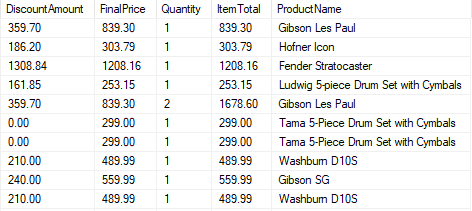 DiscountAmount FinalPrice Quantity ItemTotal ProductName
359.70 839.30 1 839.30 Gibson Les Paul
186.20 303.79 1 303.79 Hofner Icon
1308.84 1208.16 1 1208.16 Fender Stratocaster
161.85 253.15 1 253.15 Ludwig 5-piece Drum Set with Cymbals
359.70 839.30 2 1678.60 Gibson Les Paul
0.00 299.00 1 299.00 Tama 5-Piece Drum Set with Cymbals
0.00 299.00 1 299.00 Tama 5-Piece Drum Set with Cymbals
210.00 489.99 1 489.99 Washburn D10S
240.00 559.99 1 559.99 Gibson SG
210.00 489.99 1 489.99 Washburn D10S